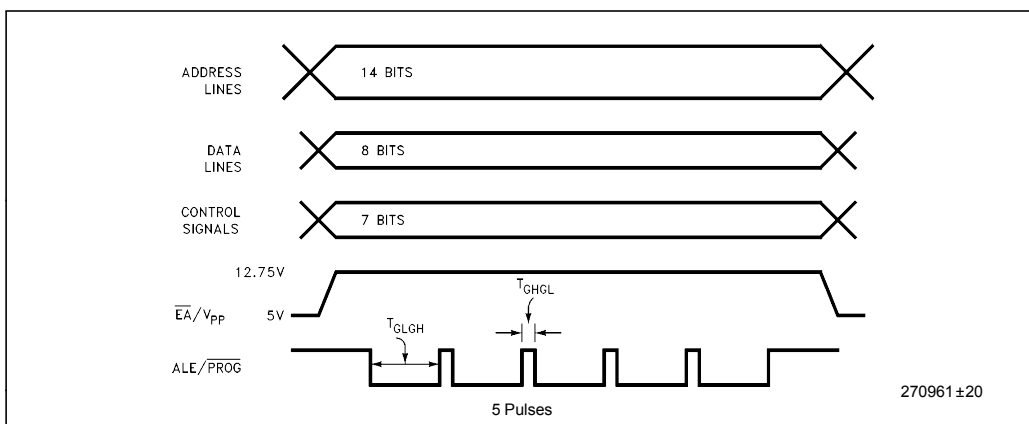 ADDRESS
LINES
14 BITS
DATA
LINES
8 BITS
CONTROL
SIGNALS
7 BITS
12.75V
EA/VPP 5V
TGHGL
TGLGH
ALE/PROG
5 Pulses
270961±20